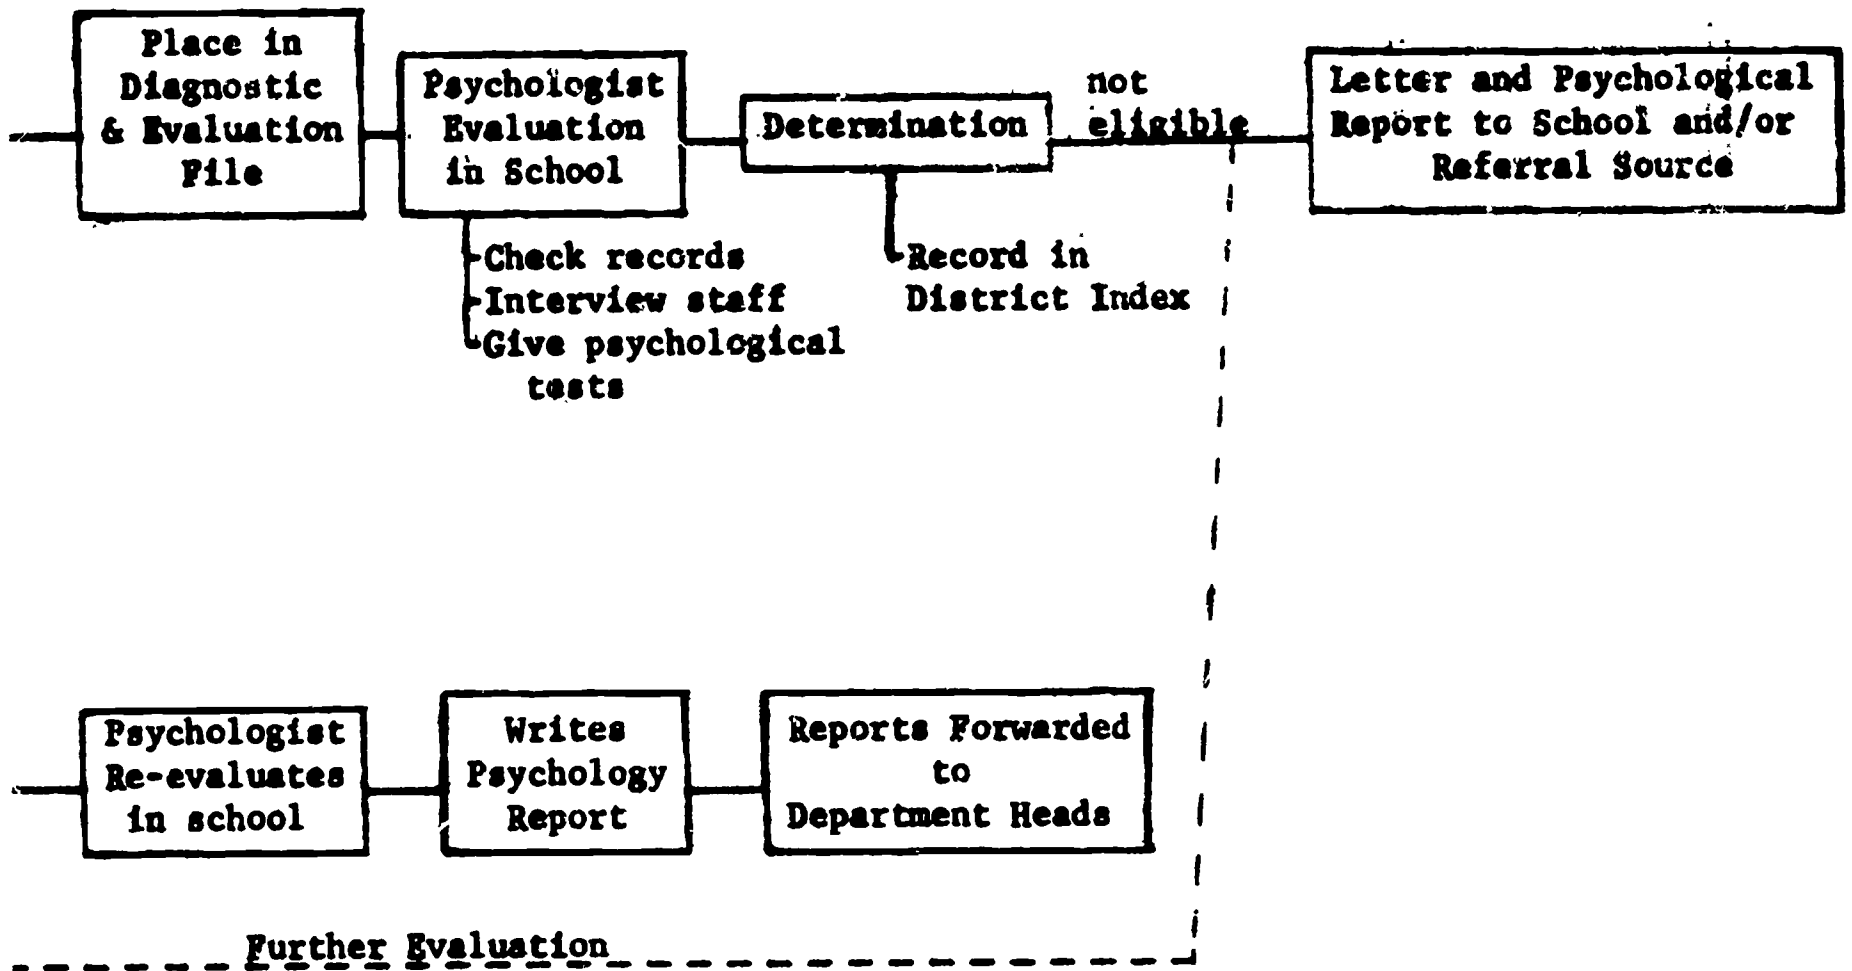 Place in
Diagnostic
& Evaluation
File
Psychologist
Evaluation
in School
Check records
Interview staff
Give psychological
tests
Determination
Record in
District Index
not
eligible
Letter and Psychological
Report to School and/or
Referral Source
Psychologist
Re-evaluates
in school
Writes
Psychology
Report
Reports Forwarded
to
Department Heads
Further Evaluation